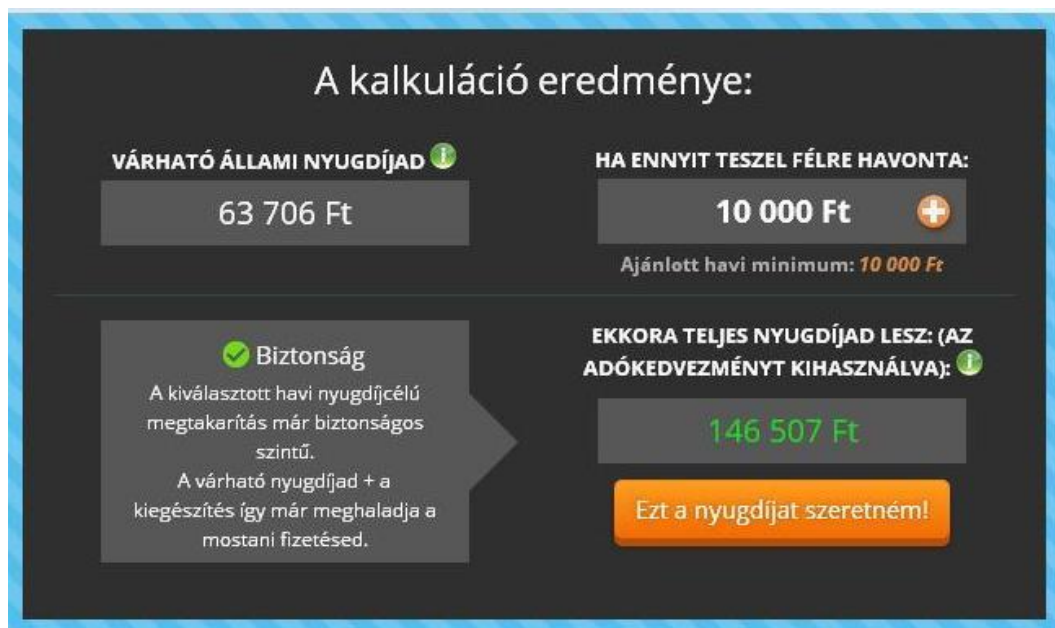 A kalkuláció eredménye:
VÁRHATÓ ÁLLAMI NYUGDÍJAD
63 706 Ft
HA ENNYIT TESZEL FÉLRE HAVONTA:
10 000 Ft
Ajánlott havi minimum: 10 000 Ft
Biztonság
A kiválasztott havi nyugdíjcélú
megtakarítás már biztonságos
szintű.
A várható nyugdíjad + a
kiegészítés így már meghaladja a
mostani fizetésed.
EKKORA TELJES NYUGDÍJAD LESZ: (AZ
ADÓKEDVEZMÉNYT KIHASZNÁLVA):
146 507 Ft
Ezt a nyugdíjat szeretném!